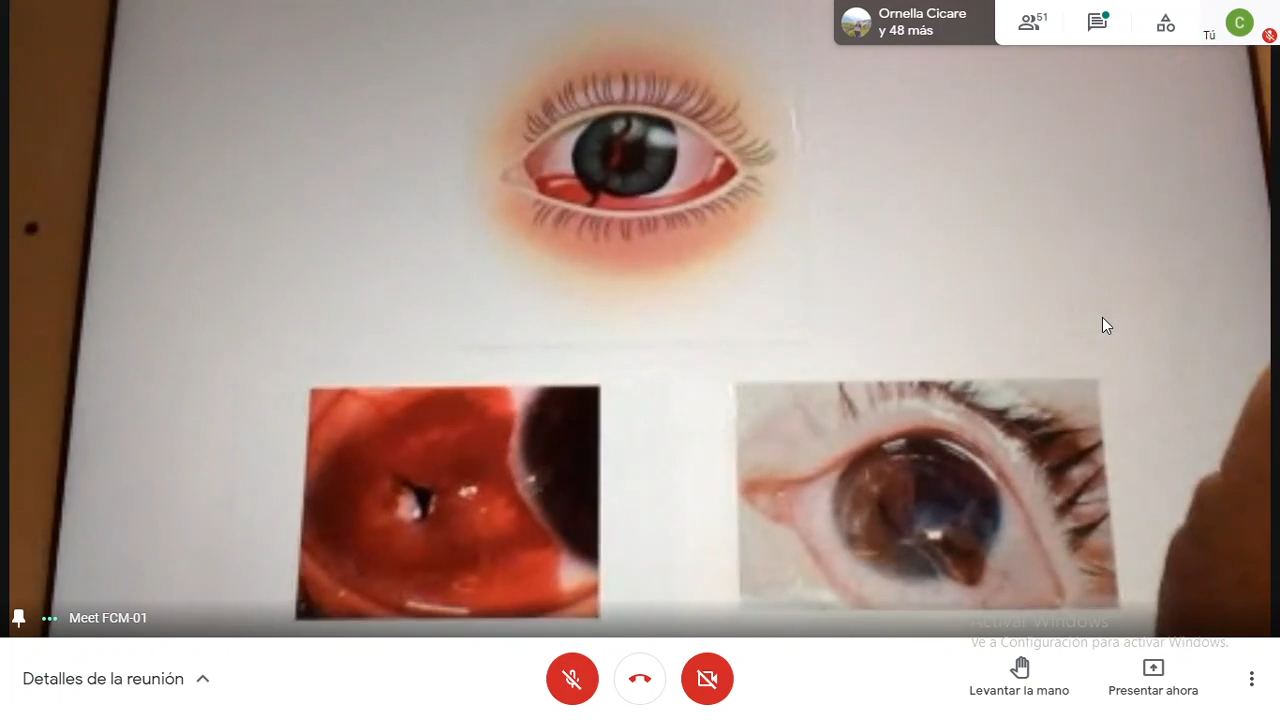 Ornella Cicare
y 48 más
51
Tú
C
Meet FCM-01
Activar Windows
Ve a Configuración para activar Windows.
Detalles de la reunión
Levantar la mano
Presentar ahora